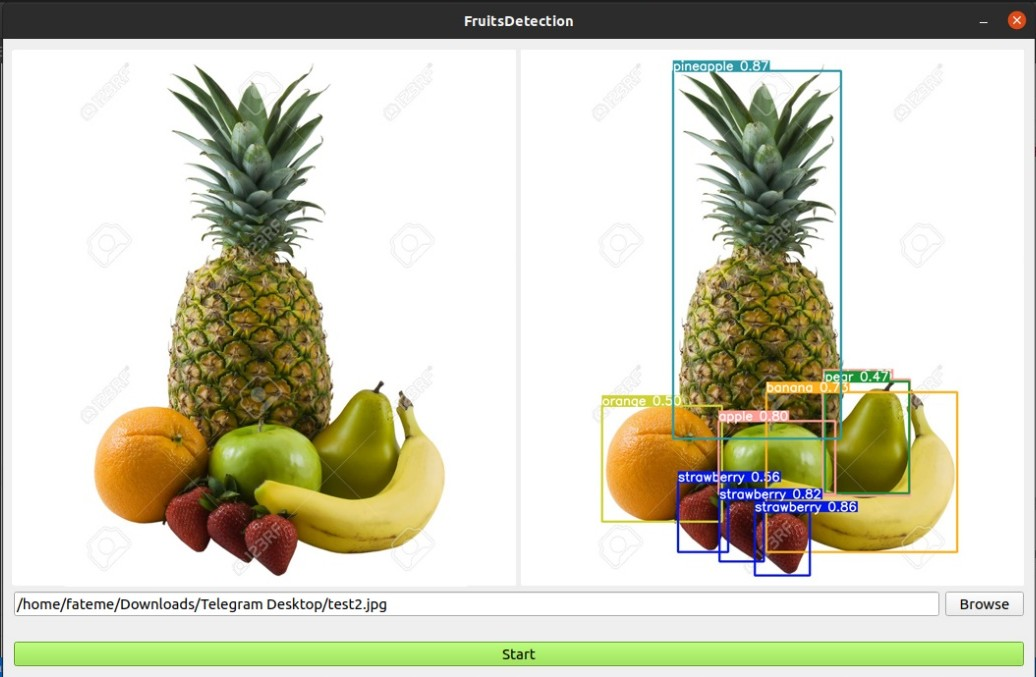 FruitsDetection
pineapple 0.87
pear 0.47
banana 0.73
orange 0.50
apple 0.80
strawberry 0.56
strawberry 0.82
strawberry 0.86
123RF
/home/fateme/Downloads/Telegram Desktop/test2.jpg
Browse
Start